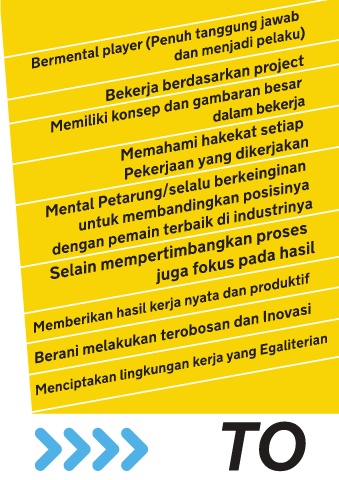 Bermental player (Penuh tanggung jawab
dan menjadi pelaku)
Bekerja berdasarkan project
Memiliki konsep dan gambaran besar
dalam bekerja
Memahami hakekat setiap
Pekerjaan yang dikerjakan
Mental Petarung/selalu berkeinginan
untuk membandingkan posisinya
dengan pemain terbaik di industrinya
Selain mempertimbangkan proses
juga fokus pada hasil
Memberikan hasil kerja nyata dan produktif
Berani melakukan terobosan dan Inovasi
Menciptakan lingkungan kerja yang Egaliterian
TO